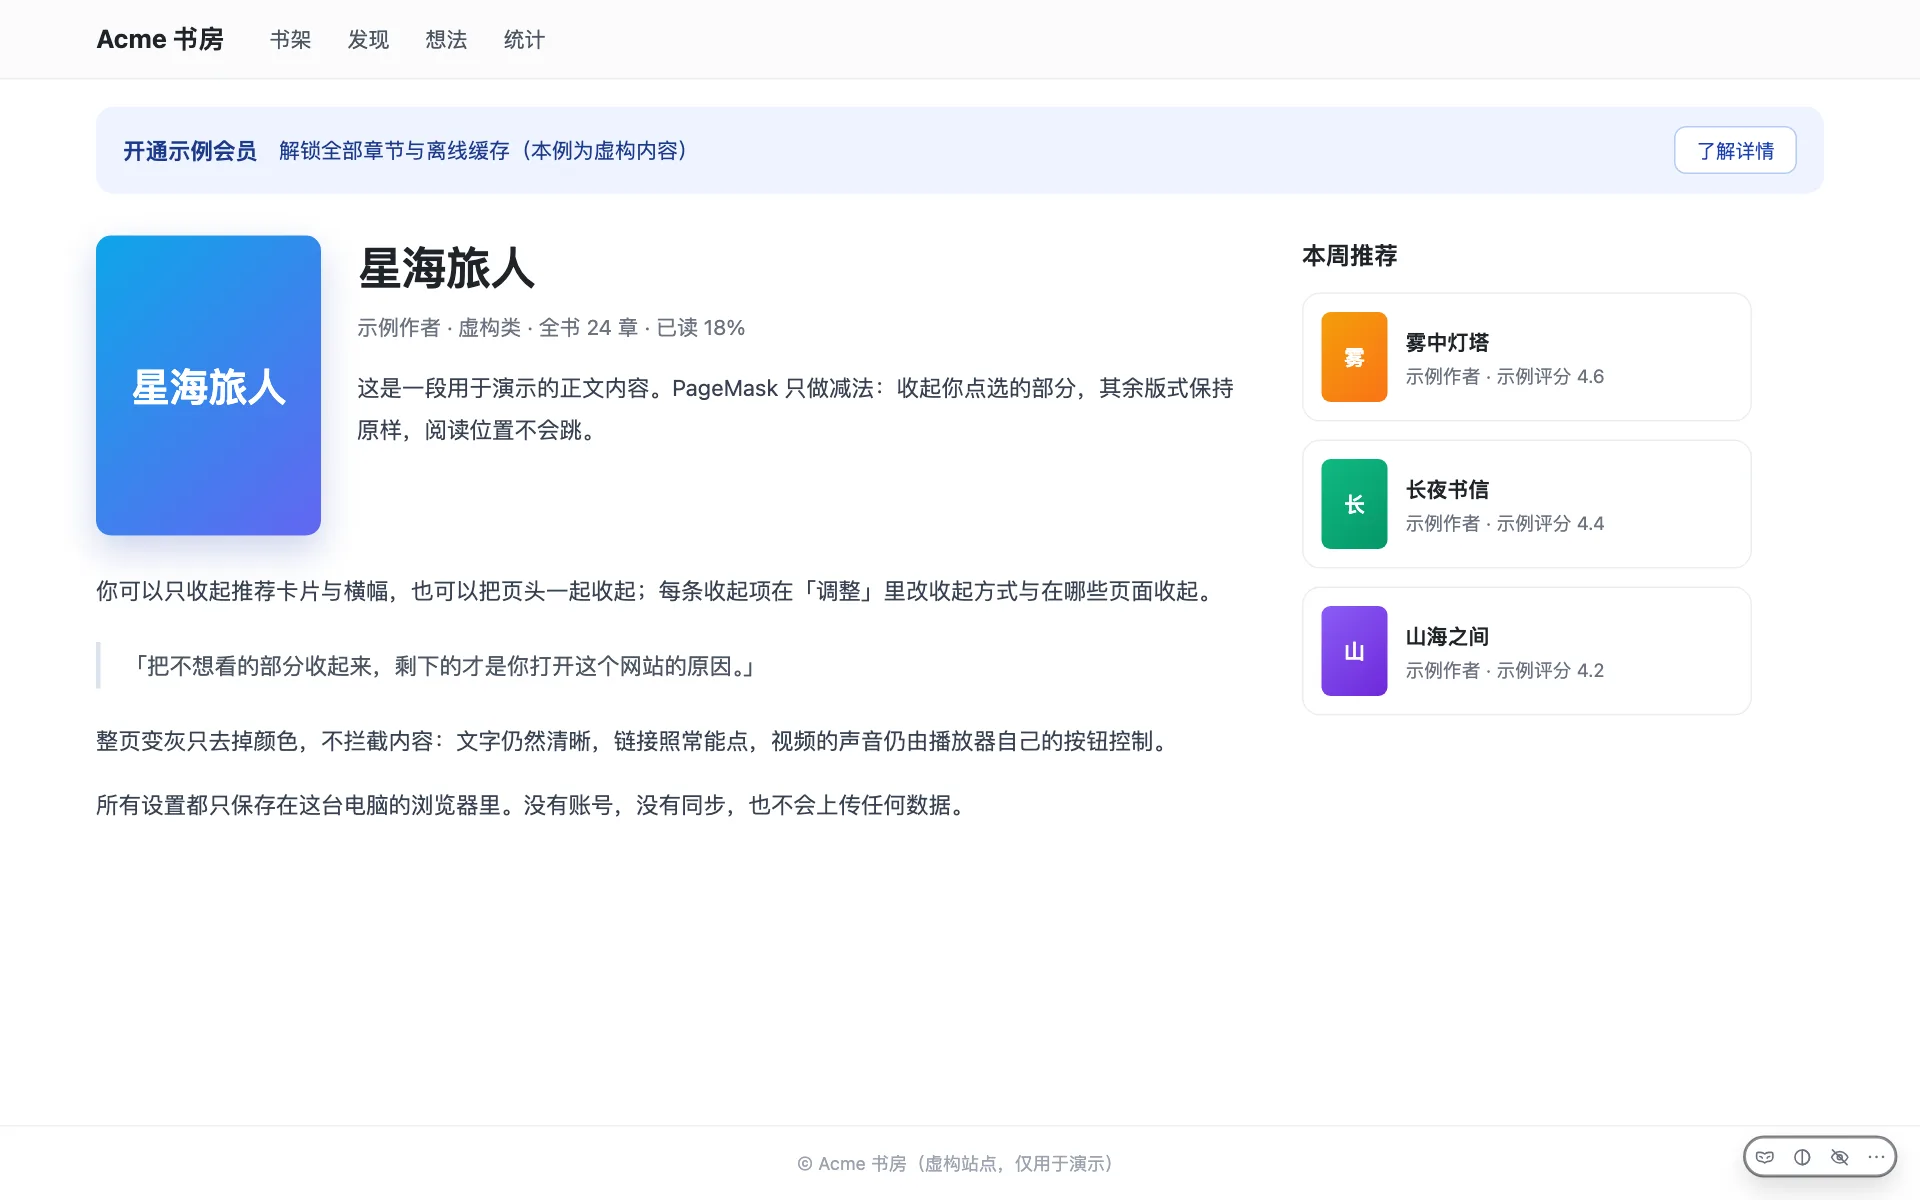 Acme 书房
书架
发现
想法
统计
开通示例会员
解锁全部章节与离线缓存（本例为虚构内容）
了解详情
星海旅人
星海旅人
示例作者 · 虚构类 · 全书 24 章 · 已读 18%
这是一段用于演示的正文内容。PageMask 只做减法：收起你点选的部分，其余版式保持
原样，阅读位置不会跳。
你可以只收起推荐卡片与横幅，也可以把页头一起收起；每条收起项在「调整」里改收起方式与在哪些页面收起。
「把不想看的部分收起来，剩下的才是你打开这个网站的原因。」
整页变灰只去掉颜色，不拦截内容：文字仍然清晰，链接照常能点，视频的声音仍由播放器自己的按钮控制。
所有设置都只保存在这台电脑的浏览器里。没有账号，没有同步，也不会上传任何数据。
本周推荐
雾
雾中灯塔
示例作者 · 示例评分 4.6
长
长夜书信
示例作者 · 示例评分 4.4
山
山海之间
示例作者 · 示例评分 4.2
© Acme 书房（虚构站点，仅用于演示）